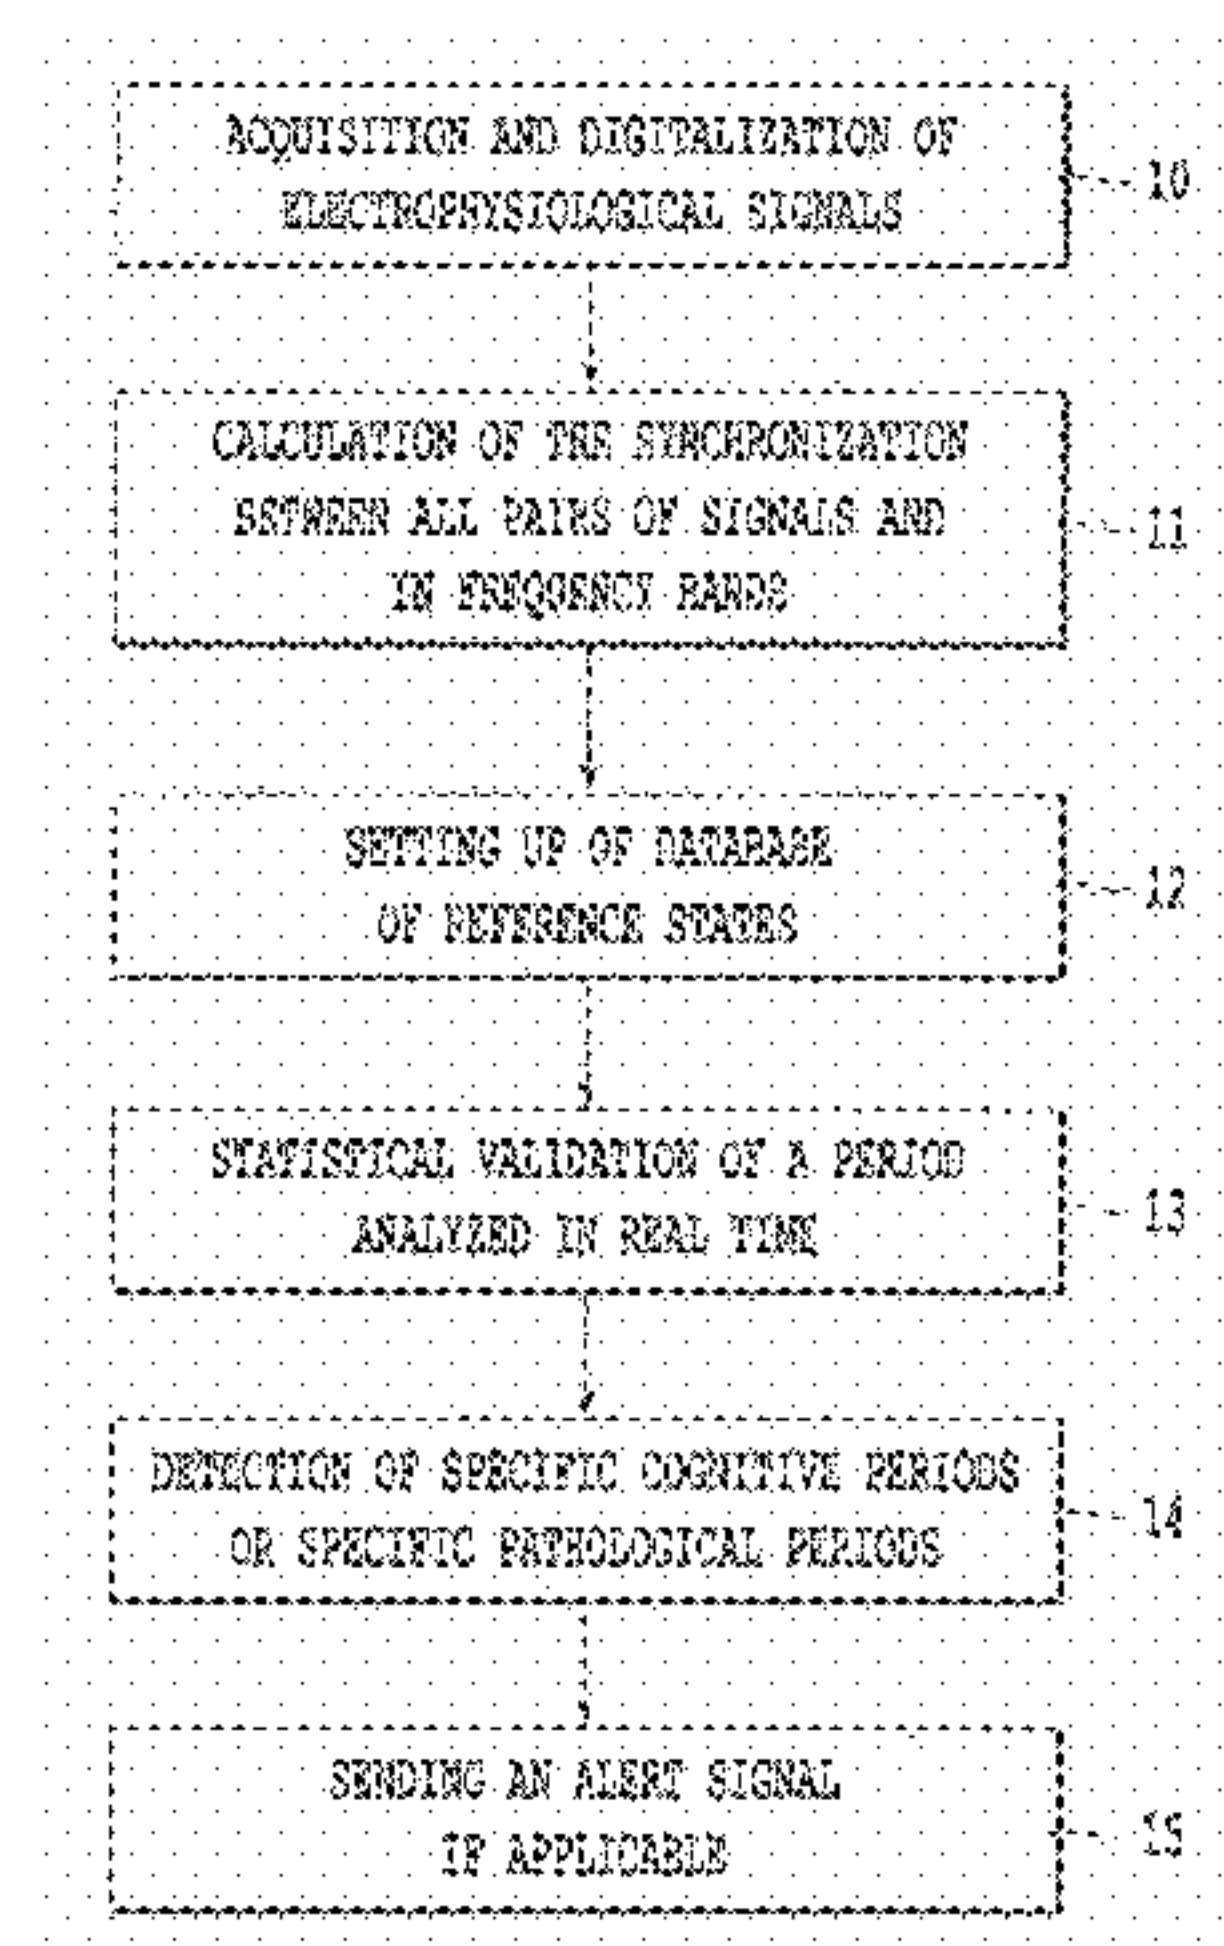 ACQUISITION AND DIGITALIZATION OF
ELECTROPHYSIOLOGICAL SIGNALS
10
CALCULATION OF THE SYNCHRONIZATION
BETWEEN ALL PAIRS OF SIGNALS AND
IN FREQUENCY BANDS
11
SETTING UP OF DATABASE
OF REFERENCE STATES
12
STATISTICAL VALIDATION OF A PERIOD
ANALYZED IN REAL TIME
13
DETECTION OF SPECIFIC COGNITIVE PERIODS
OR SPECIFIC PATHOLOGICAL PERIODS
14
SENDING AN ALERT SIGNAL
IF APPLICABLE
15